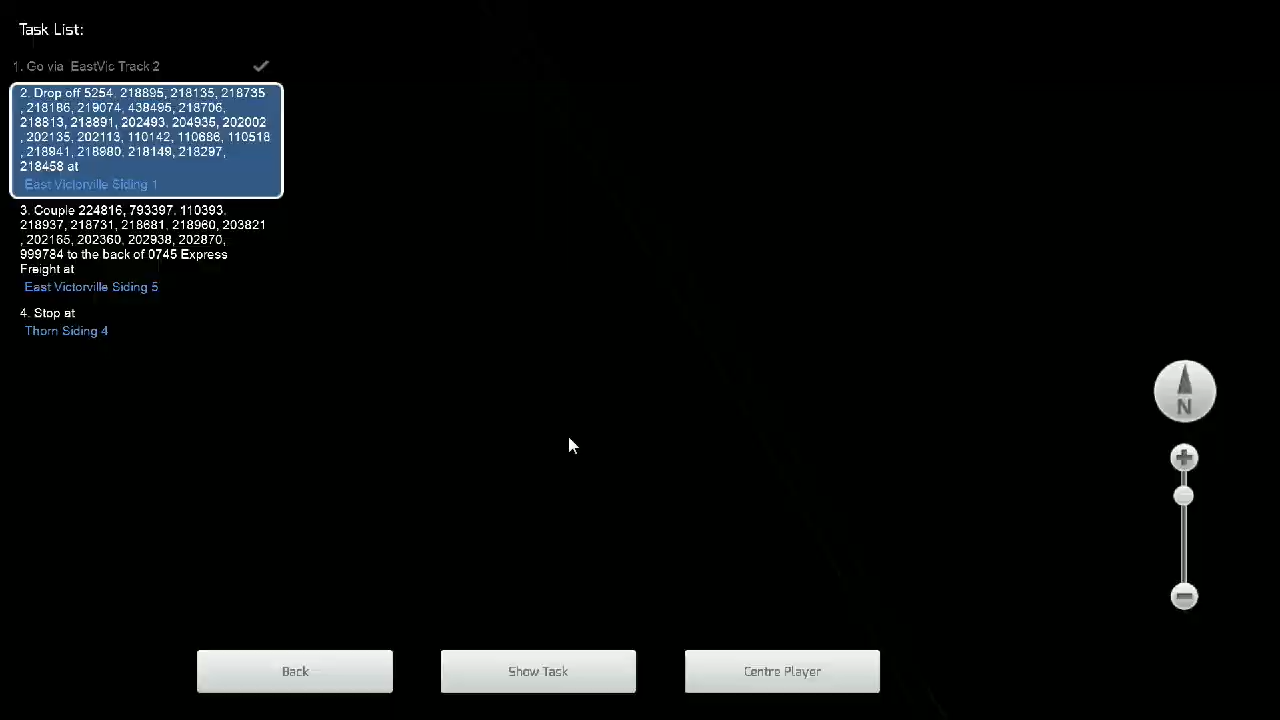 Task List:
1. Go via EastVic Track 2
2. Drop off 5254, 218895, 218135, 218735
, 218186, 219074, 438495, 218706,
218813, 218891, 202493, 204935, 202002
, 202135, 202113, 110142, 110686, 110518
, 218941, 218980, 218149, 218297,
218458 at
East Victorville Siding 1
3. Couple 224816, 793397, 110393,
218937, 218731, 218681, 218960, 203821
, 202165, 202360, 202938, 202870,
999784 to the back of 0745 Express
Freight at
East Victorville Siding 5
4. Stop at
Thorn Siding 4
N
Back
Show Task
Centre Player